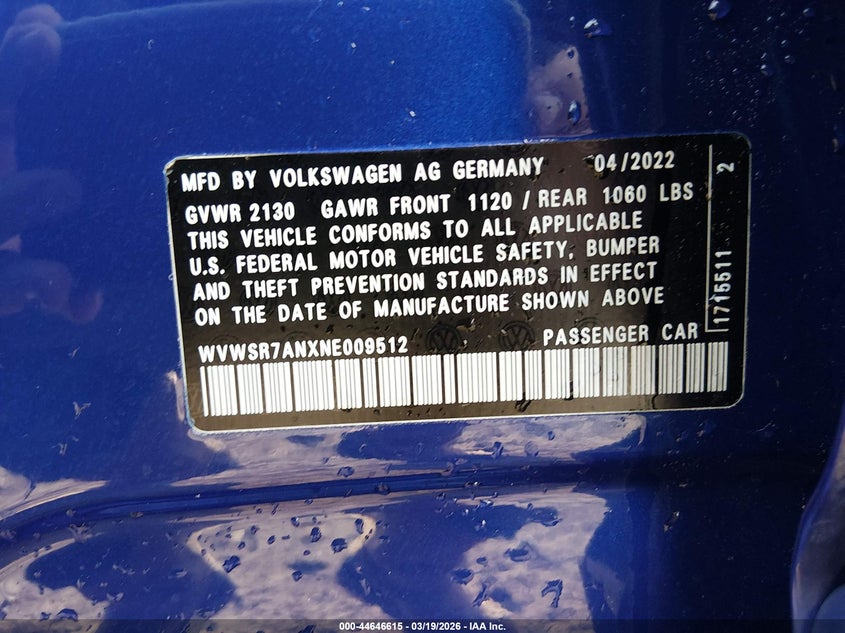 MFD BY VOLKSWAGEN AG GERMANY 04/2022
GVWR 2130 GAWR FRONT 1120 / REAR 1060 LBS
THIS VEHICLE CONFORMS TO ALL APPLICABLE
U.S. FEDERAL MOTOR VEHICLE SAFETY, BUMPER
AND THEFT PREVENTION STANDARDS IN EFFECT
ON THE DATE OF MANUFACTURE SHOWN ABOVE
WVWSR7ANXNE009512 PASSENGER CAR
1715511 2
000-44646615 - 03/19/2026 - IAA Inc.